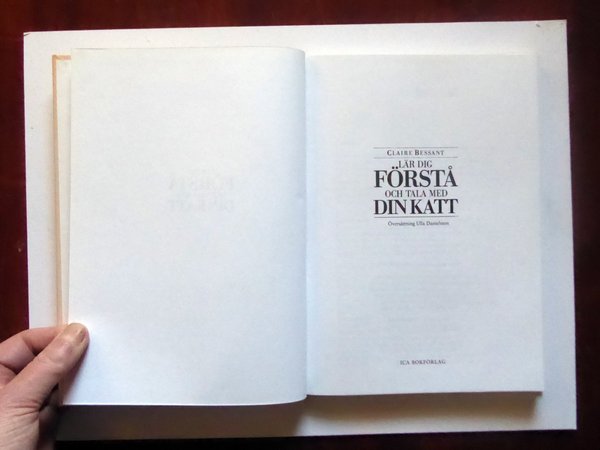 CLAIRE BESSANT
LÄR DIG
FÖRSTÅ
OCH TALA MED
DIN KATT
Översättning Ulla Danielsson
ICA BOKFÖRLAG